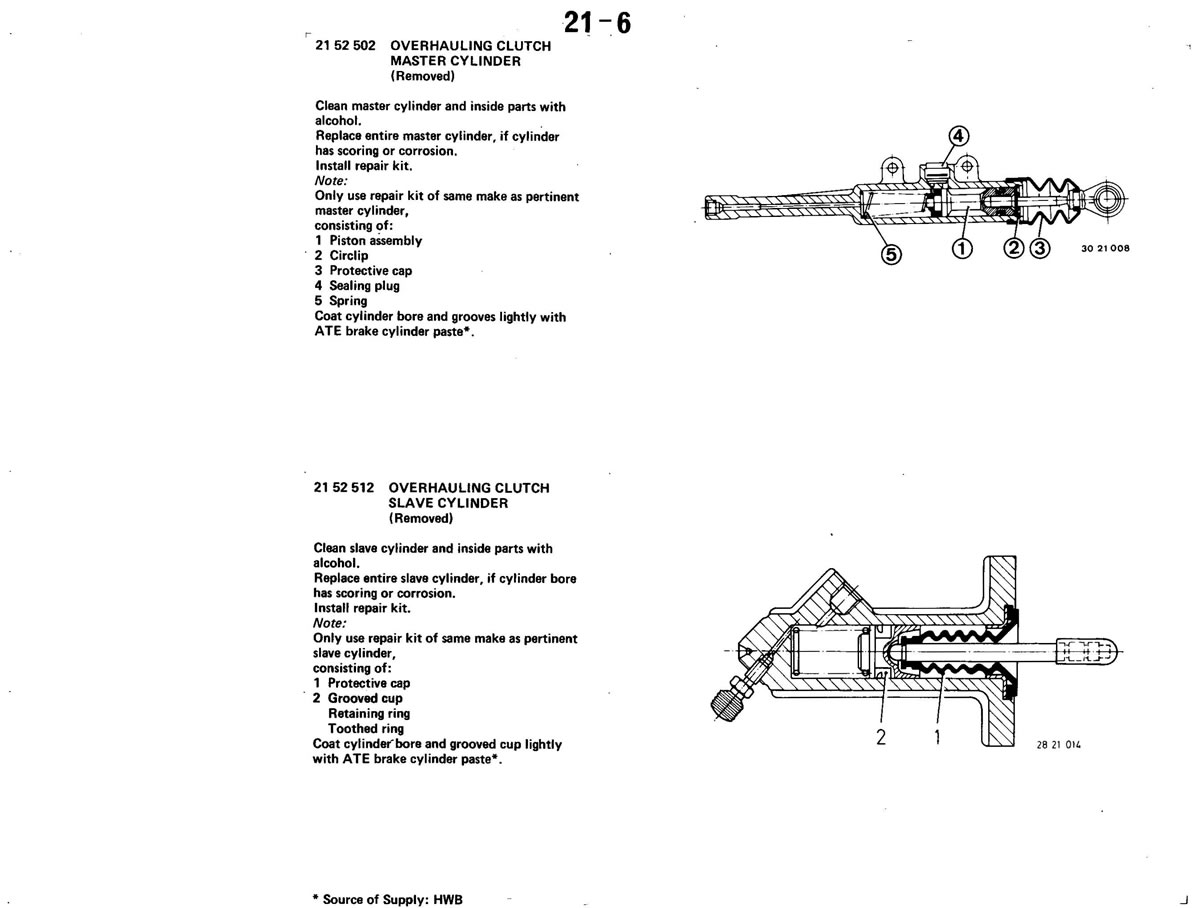 21-6
21 52 502 OVERHAULING CLUTCH
MASTER CYLINDER
(Removed)
Clean master cylinder and inside parts with
alcohol.
Replace entire master cylinder, if cylinder
has scoring or corrosion.
Install repair kit.
Note:
Only use repair kit of same make as pertinent
master cylinder,
consisting of:
1 Piston assembly
2 Circlip
3 Protective cap
4 Sealing plug
5 Spring
Coat cylinder bore and grooves lightly with
ATE brake cylinder paste*.
4
5
1
2
3
30 21 008
21 52 512 OVERHAULING CLUTCH
SLAVE CYLINDER
(Removed)
Clean slave cylinder and inside parts with
alcohol.
Replace entire slave cylinder, if cylinder bore
has scoring or corrosion.
Install repair kit.
Note:
Only use repair kit of same make as pertinent
slave cylinder,
consisting of:
1 Protective cap
2 Grooved cup
Retaining ring
Toothed ring
Coat cylinder bore and grooved cup lightly
with ATE brake cylinder paste*.
2
1
28 21 014
* Source of Supply: HWB